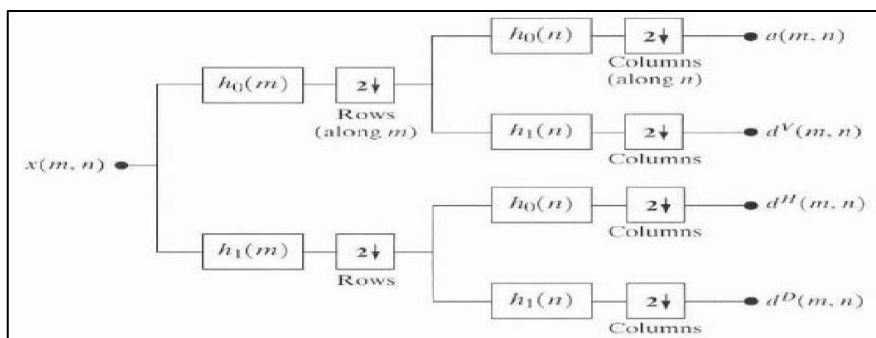 h₀(n) 2↓ a(m, n)
Columns
(along n)
h₀(m) 2↓
Rows
(along m)
h₁(n) 2↓ dⱽ(m, n)
Columns
x(m, n)
h₀(n) 2↓ dᴴ(m, n)
Columns
h₁(m) 2↓
Rows
h₁(n) 2↓ dᴰ(m, n)
Columns